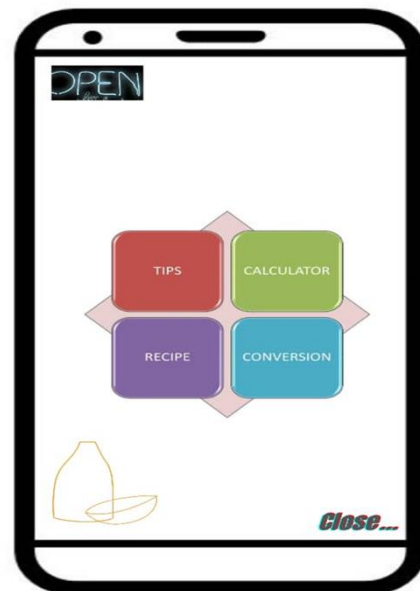 OPEN
TIPS
CALCULATOR
RECIPE
CONVERSION
Close...